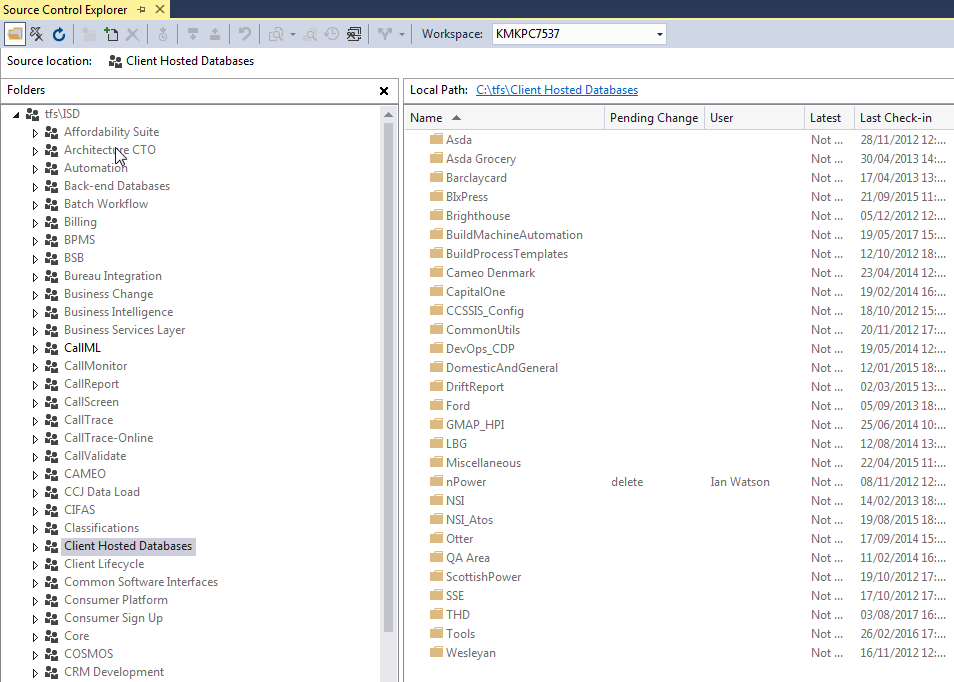 Source Control Explorer
Workspace: KMKPC7537
Source location: Client Hosted Databases
Folders
tfs\ISD
Affordability Suite
Architecture CTO
Automation
Back-end Databases
Batch Workflow
Billing
BPMS
BSB
Bureau Integration
Business Change
Business Intelligence
Business Services Layer
CallML
CallMonitor
CallReport
CallScreen
CallTrace
CallTrace-Online
CallValidate
CAMEO
CCJ Data Load
CIFAS
Classifications
Client Hosted Databases
Client Lifecycle
Common Software Interfaces
Consumer Platform
Consumer Sign Up
Core
COSMOS
CRM Development
Local Path: C:\tfs\Client Hosted Databases
Name Pending Change User Latest Last Check-in
Asda Not ... 28/11/2012 12:...
Asda Grocery Not ... 30/04/2013 14:...
Barclaycard Not ... 17/04/2013 13:...
BIxPress Not ... 21/09/2015 11:...
Brighthouse Not ... 05/12/2012 12:...
BuildMachineAutomation Not ... 19/05/2017 15:...
BuildProcessTemplates Not ... 12/10/2012 18:...
Cameo Denmark Not ... 23/04/2014 12:...
CapitalOne Not ... 19/02/2014 16:...
CCSSIS_Config Not ... 18/10/2012 15:...
CommonUtils Not ... 20/11/2012 17:...
DevOps_CDP Not ... 19/05/2014 12:...
DomesticAndGeneral Not ... 12/01/2015 18:...
DriftReport Not ... 02/03/2015 13:...
Ford Not ... 05/09/2013 18:...
GMAP_HPI Not ... 25/06/2014 10:...
LBG Not ... 12/08/2014 13:...
Miscellaneous Not ... 22/04/2015 11:...
nPower delete Ian Watson Not ... 08/11/2012 12:...
NSI Not ... 14/02/2013 18:...
NSI_Atos Not ... 19/08/2015 18:...
Otter Not ... 17/09/2014 15:...
QA Area Not ... 11/02/2014 16:...
ScottishPower Not ... 19/10/2012 17:...
SSE Not ... 17/10/2012 17:...
THD Not ... 03/08/2017 16:...
Tools Not ... 26/02/2016 17:...
Wesleyan Not ... 16/11/2012 12:...